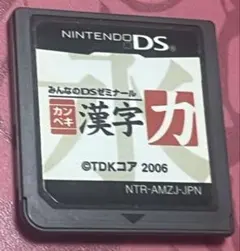 NINTENDO DS
みんなのDSゼミナール
カンペキ 漢字力
©TDKコア 2006
NTR-AMZJ-JPN